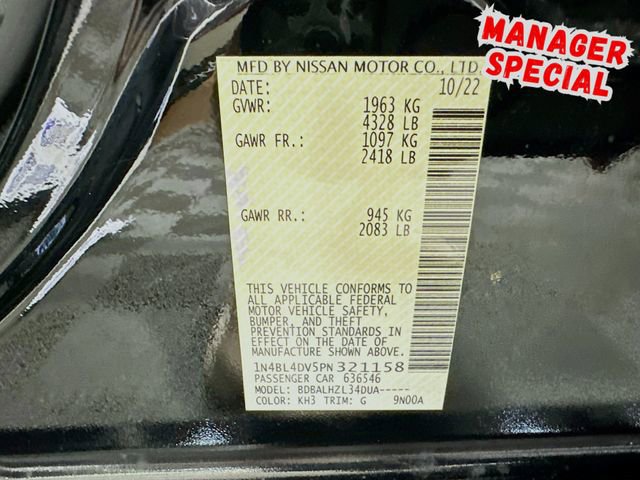 MANAGER
SPECIAL
MFD BY NISSAN MOTOR CO., LTD.
DATE: 10/22
GVWR: 1963 KG
4328 LB
GAWR FR.: 1097 KG
2418 LB
GAWR RR.: 945 KG
2083 LB
THIS VEHICLE CONFORMS TO
ALL APPLICABLE FEDERAL
MOTOR VEHICLE SAFETY,
BUMPER, AND THEFT
PREVENTION STANDARDS IN
EFFECT ON THE DATE OF
MANUFACTURE SHOWN ABOVE.
1N4BL4DV5PN321158
PASSENGER CAR 636546
MODEL: BDBALHZL34DUA-----
COLOR: KH3 TRIM: G 9N00A